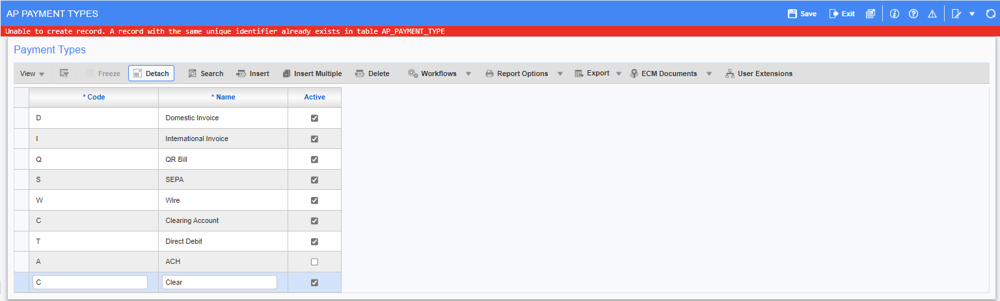 AP PAYMENT TYPES Save Exit
Unable to create record. A record with the same unique identifier already exists in table AP_PAYMENT_TYPE
Payment Types
View Freeze Detach Search Insert Insert Multiple Delete Workflows Report Options Export ECM Documents User Extensions
* Code * Name Active
D Domestic Invoice
I International Invoice
Q QR Bill
S SEPA
W Wire
C Clearing Account
T Direct Debit
A ACH
C Clear